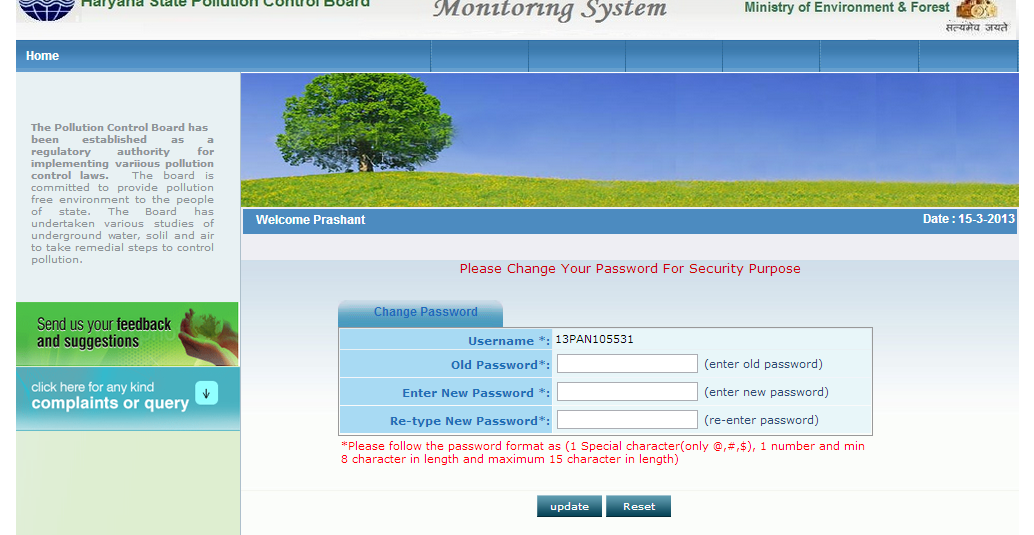 Haryana State Pollution Control Board
Monitoring System
Ministry of Environment & Forest
सत्यमेव जयते
Home
The Pollution Control Board has
been established as a
regulatory authority for
implementing variious pollution
control laws. The board is
committed to provide pollution
free environment to the people
of state. The Board has
undertaken various studies of
underground water, solil and air
to take remedial steps to control
pollution.
Send us your feedback
and suggestions
click here for any kind
complaints or query
Welcome Prashant
Date : 15-3-2013
Please Change Your Password For Security Purpose
Change Password
Username *: 13PAN105531
Old Password*: (enter old password)
Enter New Password *: (enter new password)
Re-type New Password*: (re-enter password)
*Please follow the password format as (1 Special character(only @,#,$), 1 number and min
8 character in length and maximum 15 character in length)
update Reset